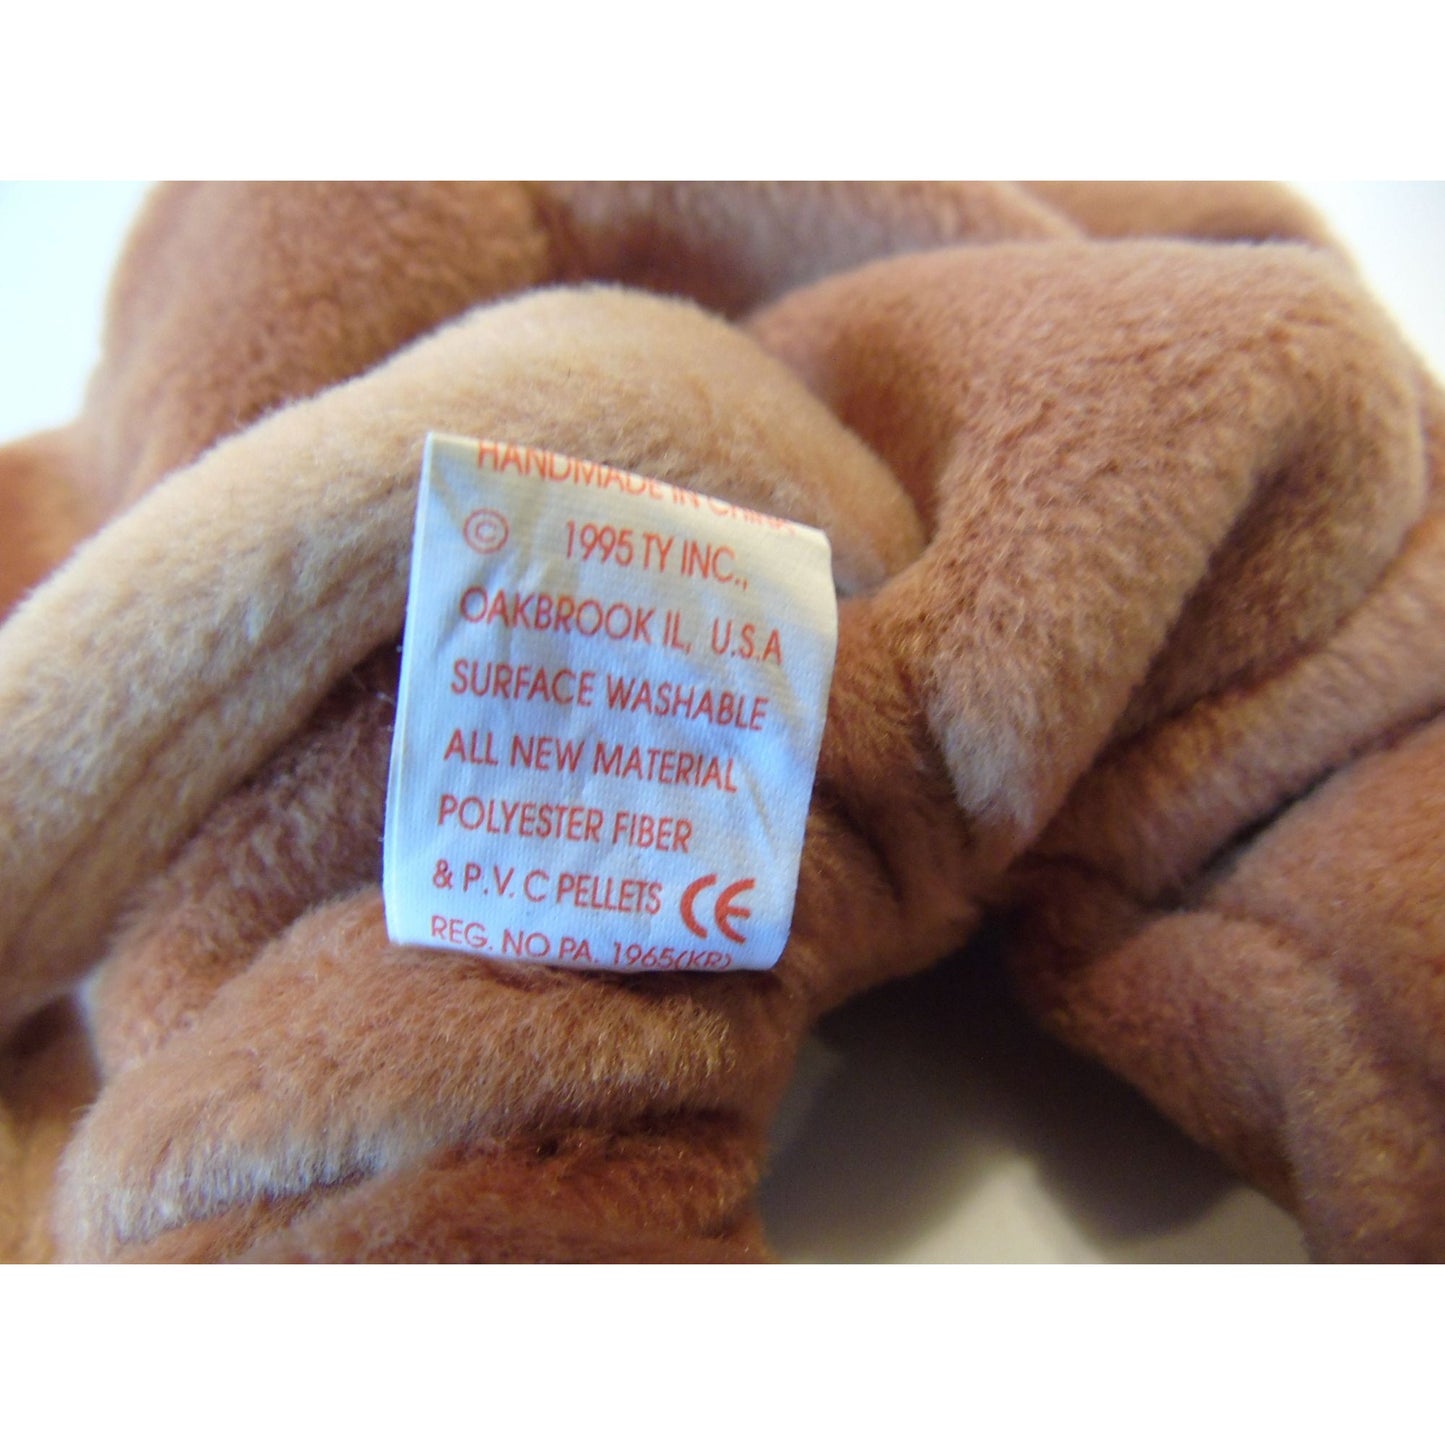 HANDMADE IN CHINA
© 1995 TY INC.,
OAKBROOK IL, U.S.A
SURFACE WASHABLE
ALL NEW MATERIAL
POLYESTER FIBER
& P.V. C PELLETS CE
REG. NO PA. 1965(KR)